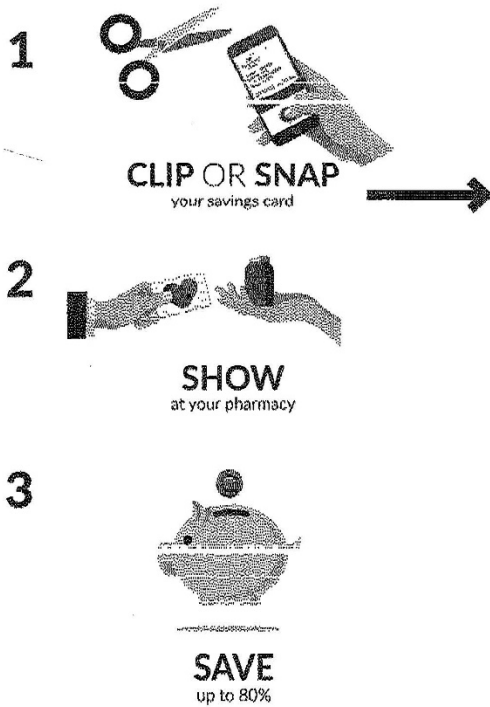 1
CLIP OR SNAP
your savings card
2
SHOW
at your pharmacy
3
SAVE
up to 80%